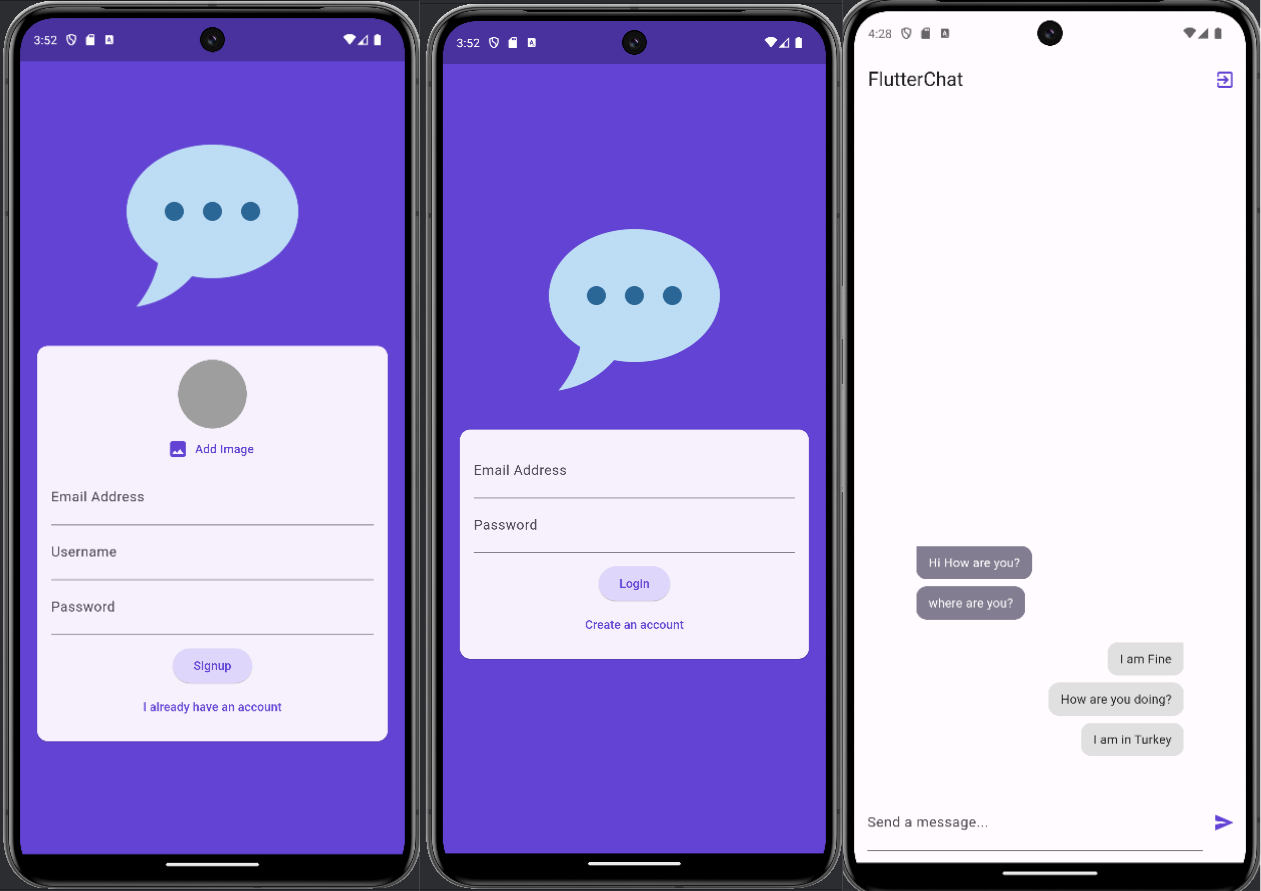 3:52
Add Image
Email Address
Username
Password
Signup
I already have an account
3:52
Email Address
Password
Login
Create an account
4:28
FlutterChat
Hi How are you?
where are you?
I am Fine
How are you doing?
I am in Turkey
Send a message...